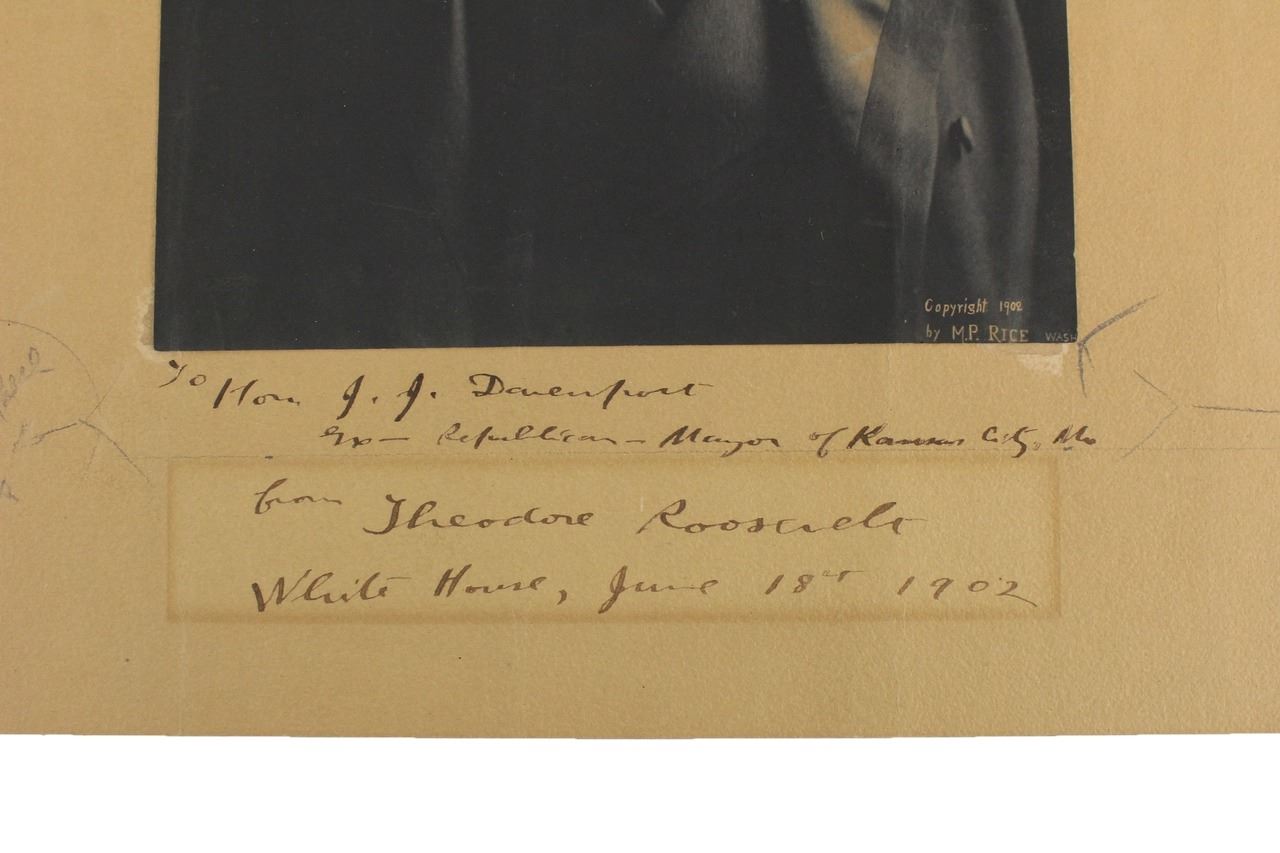 Copyright 1902
by M.P. RICE WASH
To Hon. J. J. Davenport
Ex-Republican-Mayor of Kansas City, Mo
from Theodore Roosevelt
White House, June 18th 1902